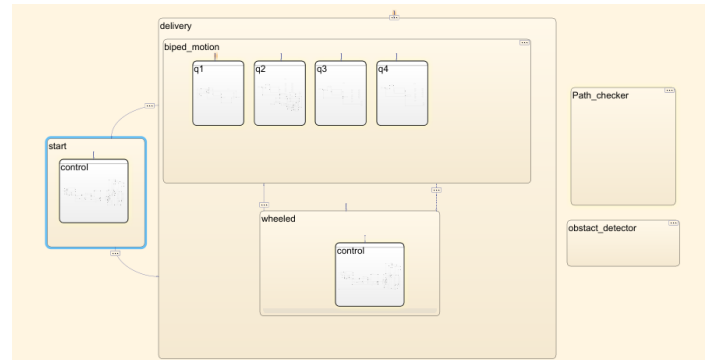 delivery
biped_motion
q1
q2
q3
q4
Path_checker
start
control
wheeled
obstact_detector
control